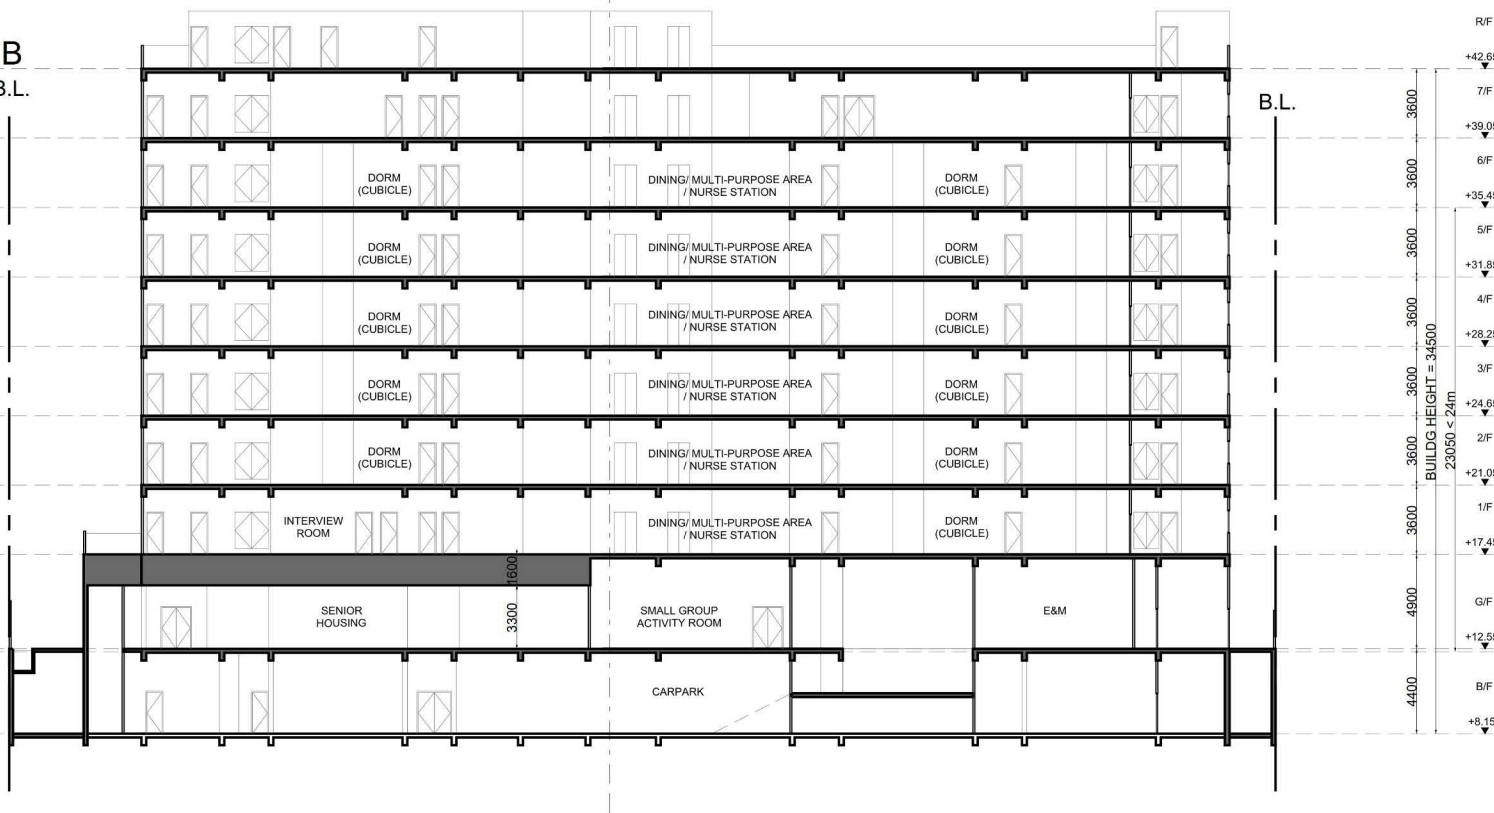 R/F
B
+42.65
B.L.
7/F
B.L.
3600
+39.05
6/F
DORM
(CUBICLE)
DINING/ MULTI-PURPOSE AREA
/ NURSE STATION
DORM
(CUBICLE)
3600
+35.45
5/F
DORM
(CUBICLE)
DINING/ MULTI-PURPOSE AREA
/ NURSE STATION
DORM
(CUBICLE)
3600
+31.85
4/F
DORM
(CUBICLE)
DINING/ MULTI-PURPOSE AREA
/ NURSE STATION
DORM
(CUBICLE)
3600
+28.25
3/F
DORM
(CUBICLE)
DINING/ MULTI-PURPOSE AREA
/ NURSE STATION
DORM
(CUBICLE)
3600
BUILDG HEIGHT = 34500
23050 < 24m
+24.65
2/F
DORM
(CUBICLE)
DINING/ MULTI-PURPOSE AREA
/ NURSE STATION
DORM
(CUBICLE)
3600
+21.05
1/F
INTERVIEW
ROOM
DINING/ MULTI-PURPOSE AREA
/ NURSE STATION
DORM
(CUBICLE)
3600
+17.45
1600
G/F
SENIOR
HOUSING
3300
SMALL GROUP
ACTIVITY ROOM
E&M
4900
+12.55
B/F
CARPARK
4400
+8.15